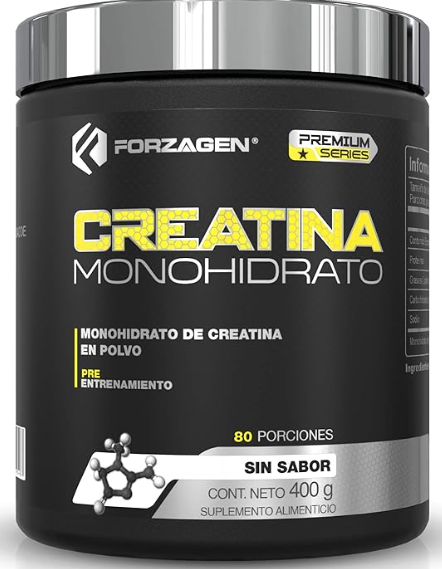 FORZAGEN®
PREMIUM
SERIES
CREATINA
MONOHIDRATO
MONOHIDRATO DE CREATINA
EN POLVO
PRE
ENTRENAMIENTO
80 PORCIONES
SIN SABOR
CONT. NETO 400 g
SUPLEMENTO ALIMENTICIO